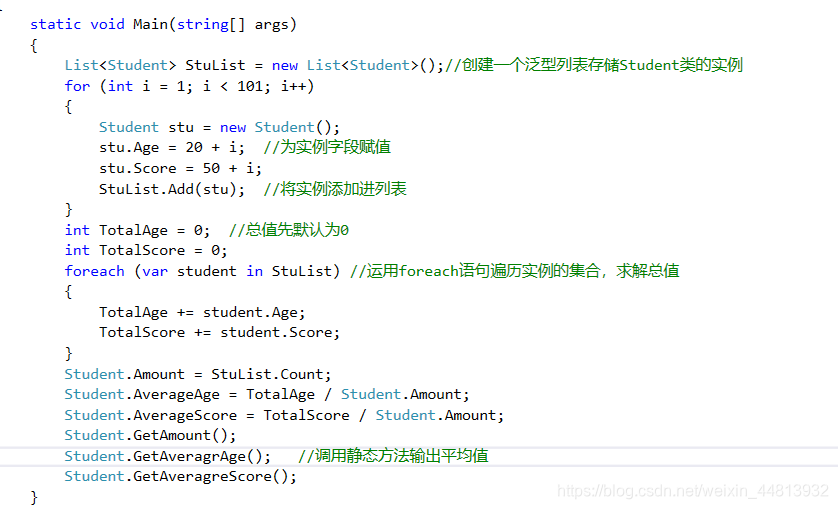 static void Main(string[] args)
{
List<Student> StuList = new List<Student>();//创建一个泛型列表存储Student类的实例
for (int i = 1; i < 101; i++)
{
Student stu = new Student();
stu.Age = 20 + i;  //为实例字段赋值
stu.Score = 50 + i;
StuList.Add(stu);  //将实例添加进列表
}
int TotalAge = 0;  //总值先默认为0
int TotalScore = 0;
foreach (var student in StuList) //运用foreach语句遍历实例的集合，求解总值
{
TotalAge += student.Age;
TotalScore += student.Score;
}
Student.Amount = StuList.Count;
Student.AverageAge = TotalAge / Student.Amount;
Student.AverageScore = TotalScore / Student.Amount;
Student.GetAmount();
Student.GetAveragrAge();   //调用静态方法输出平均值
Student.GetAveragreScore();
}
https://blog.csdn.net/weixin_44813932